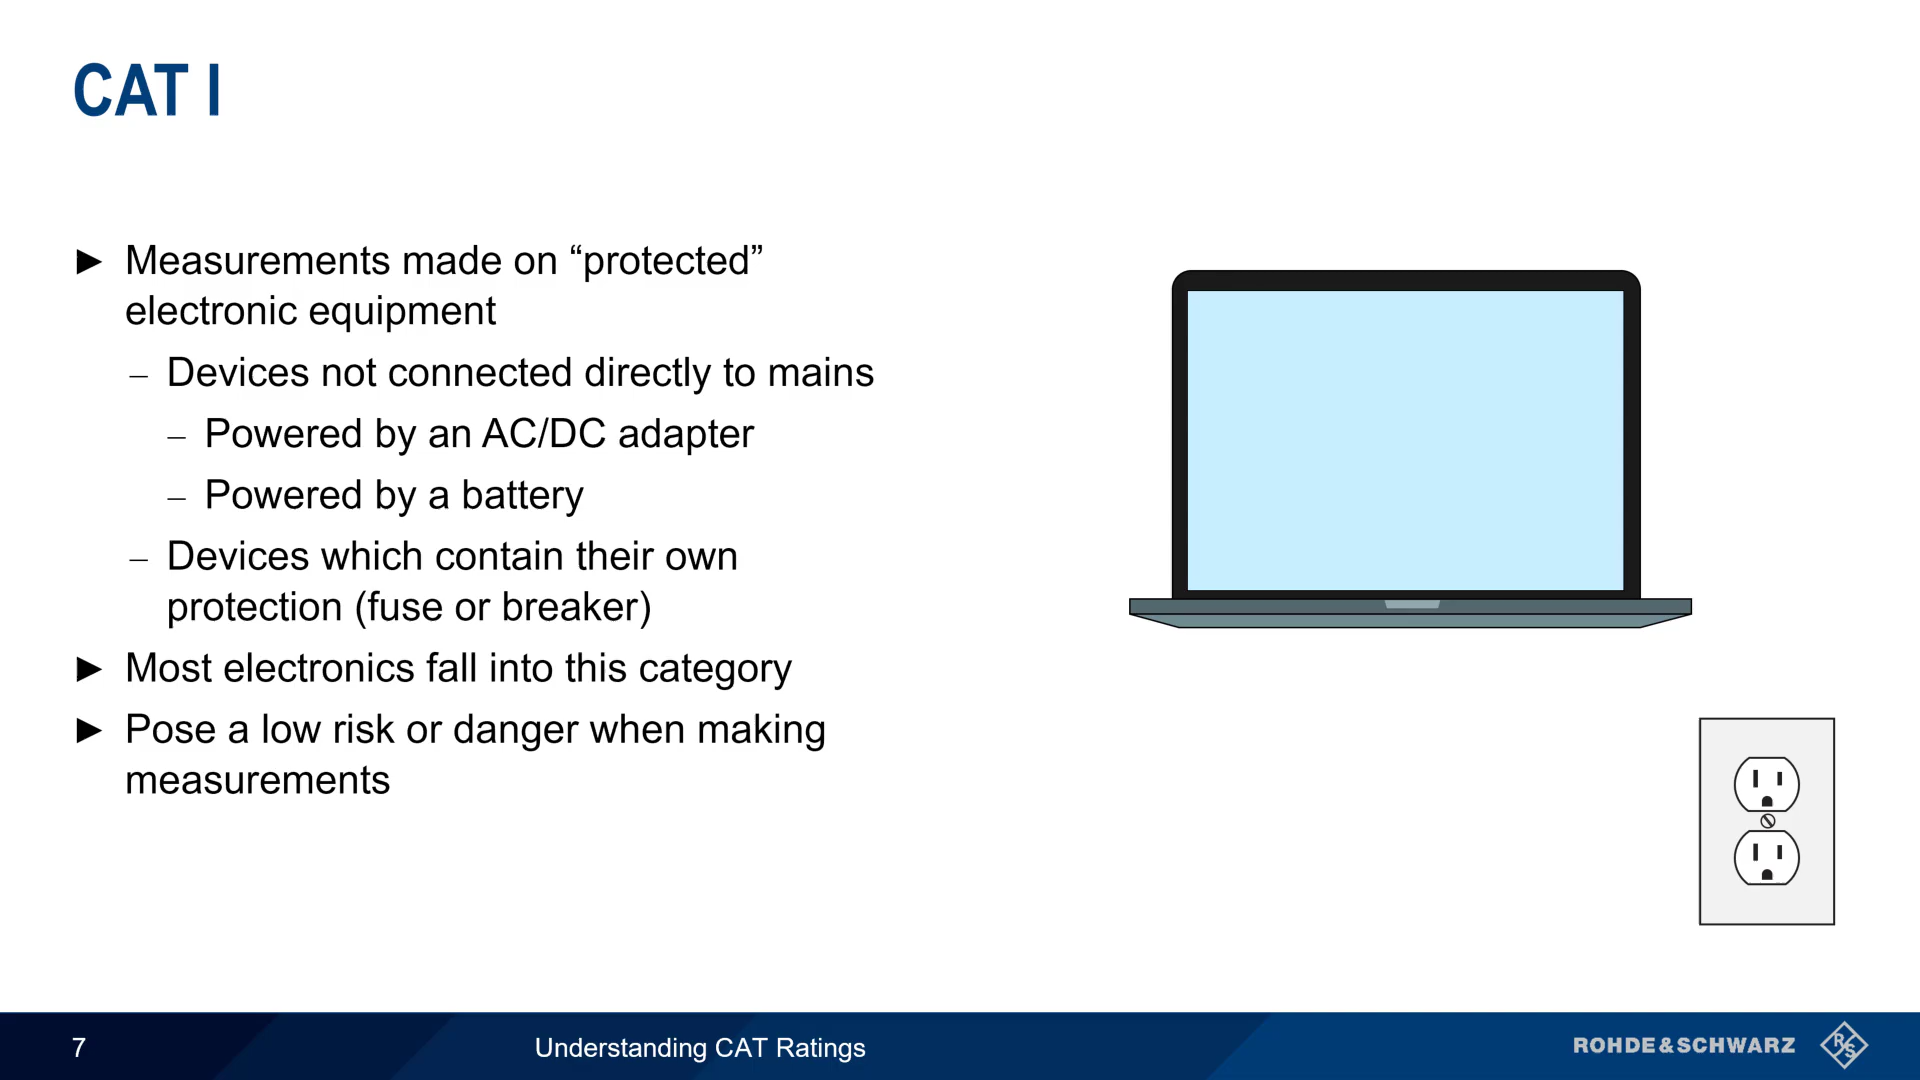 CAT I
► Measurements made on “protected”
electronic equipment
– Devices not connected directly to mains
– Powered by an AC/DC adapter
– Powered by a battery
– Devices which contain their own
protection (fuse or breaker)
► Most electronics fall into this category
► Pose a low risk or danger when making
measurements
7
Understanding CAT Ratings
ROHDE&SCHWARZ
R&S